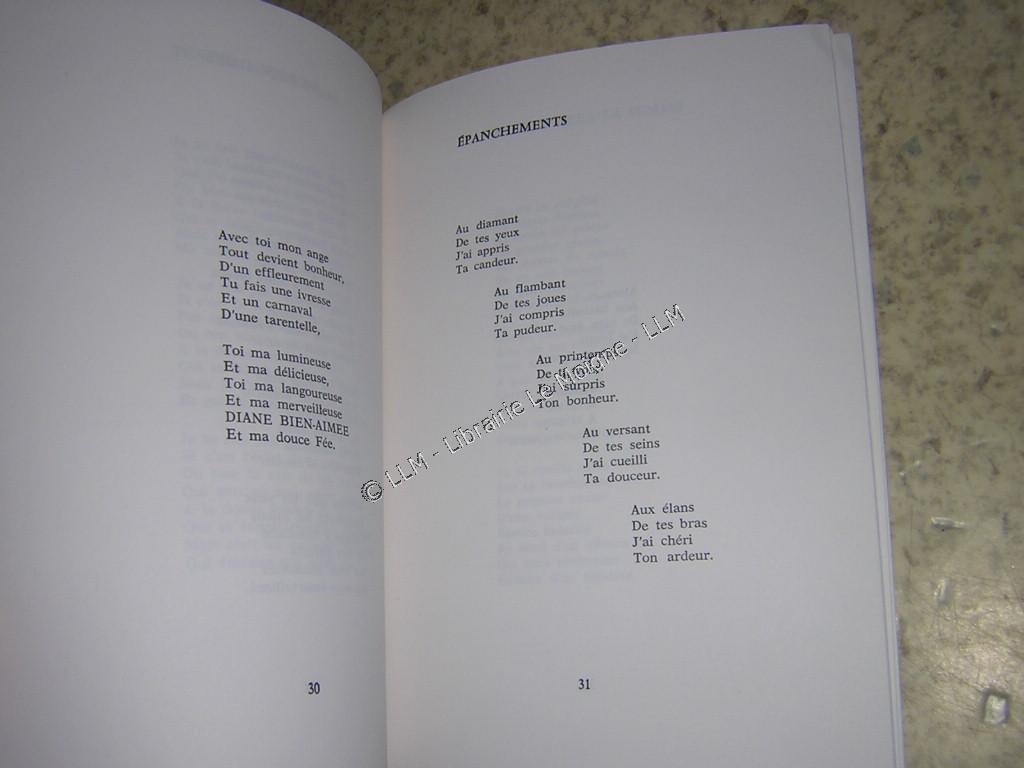 Avec toi mon ange
Tout devient bonheur,
D'un effleurement
Tu fais une ivresse
Et un carnaval
D'une tarentelle,
Toi ma lumineuse
Et ma délicieuse,
Toi ma langoureuse
Et ma merveilleuse
DIANE BIEN-AIMEE
Et ma douce Fée.
30
ÉPANCHEMENTS
Au diamant
De tes yeux
J'ai appris
Ta candeur.
Au flambant
De tes joues
J'ai compris
Ta pudeur.
Au printemps
De
J'ai surpris
Ton bonheur.
Au versant
De tes seins
J'ai cueilli
Ta douceur.
Aux élans
De tes bras
J'ai chéri
Ton ardeur.
31
© LLM - Librairie Le Moine - LLM